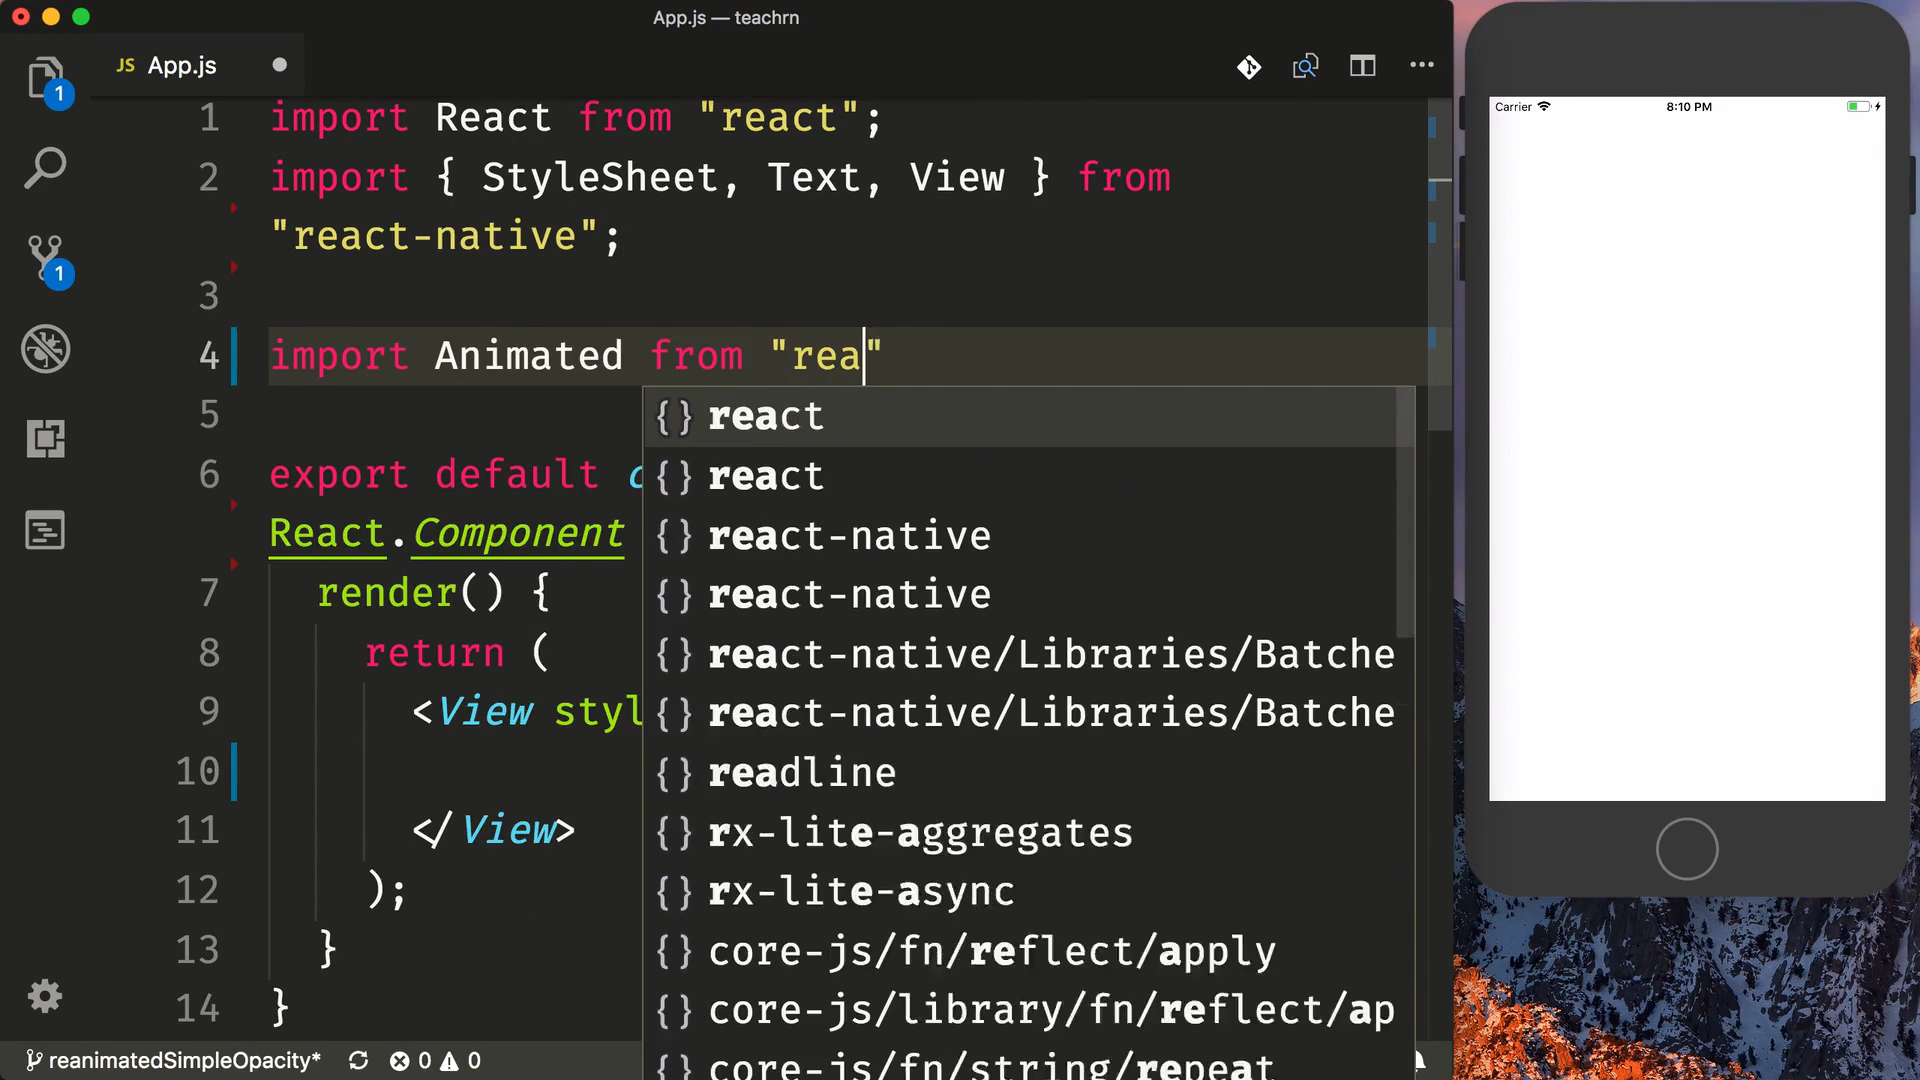 App.js — teachrn
JS App.js
1
1
1 import React from "react";
2 import { StyleSheet, Text, View } from
"react-native";
3
4 import Animated from "rea"
5
6 export default c
React.Component
7 render() {
8 return (
9 <View styl
10
11 </View>
12 );
13 }
14 }
{} react
{} react
{} react-native
{} react-native
{} react-native/Libraries/Batche
{} react-native/Libraries/Batche
{} readline
{} rx-lite-aggregates
{} rx-lite-async
{} core-js/fn/reflect/apply
{} core-js/library/fn/reflect/ap
{} core-js/fn/string/repeat
reanimatedSimpleOpacity* 0 0
Carrier 8:10 PM